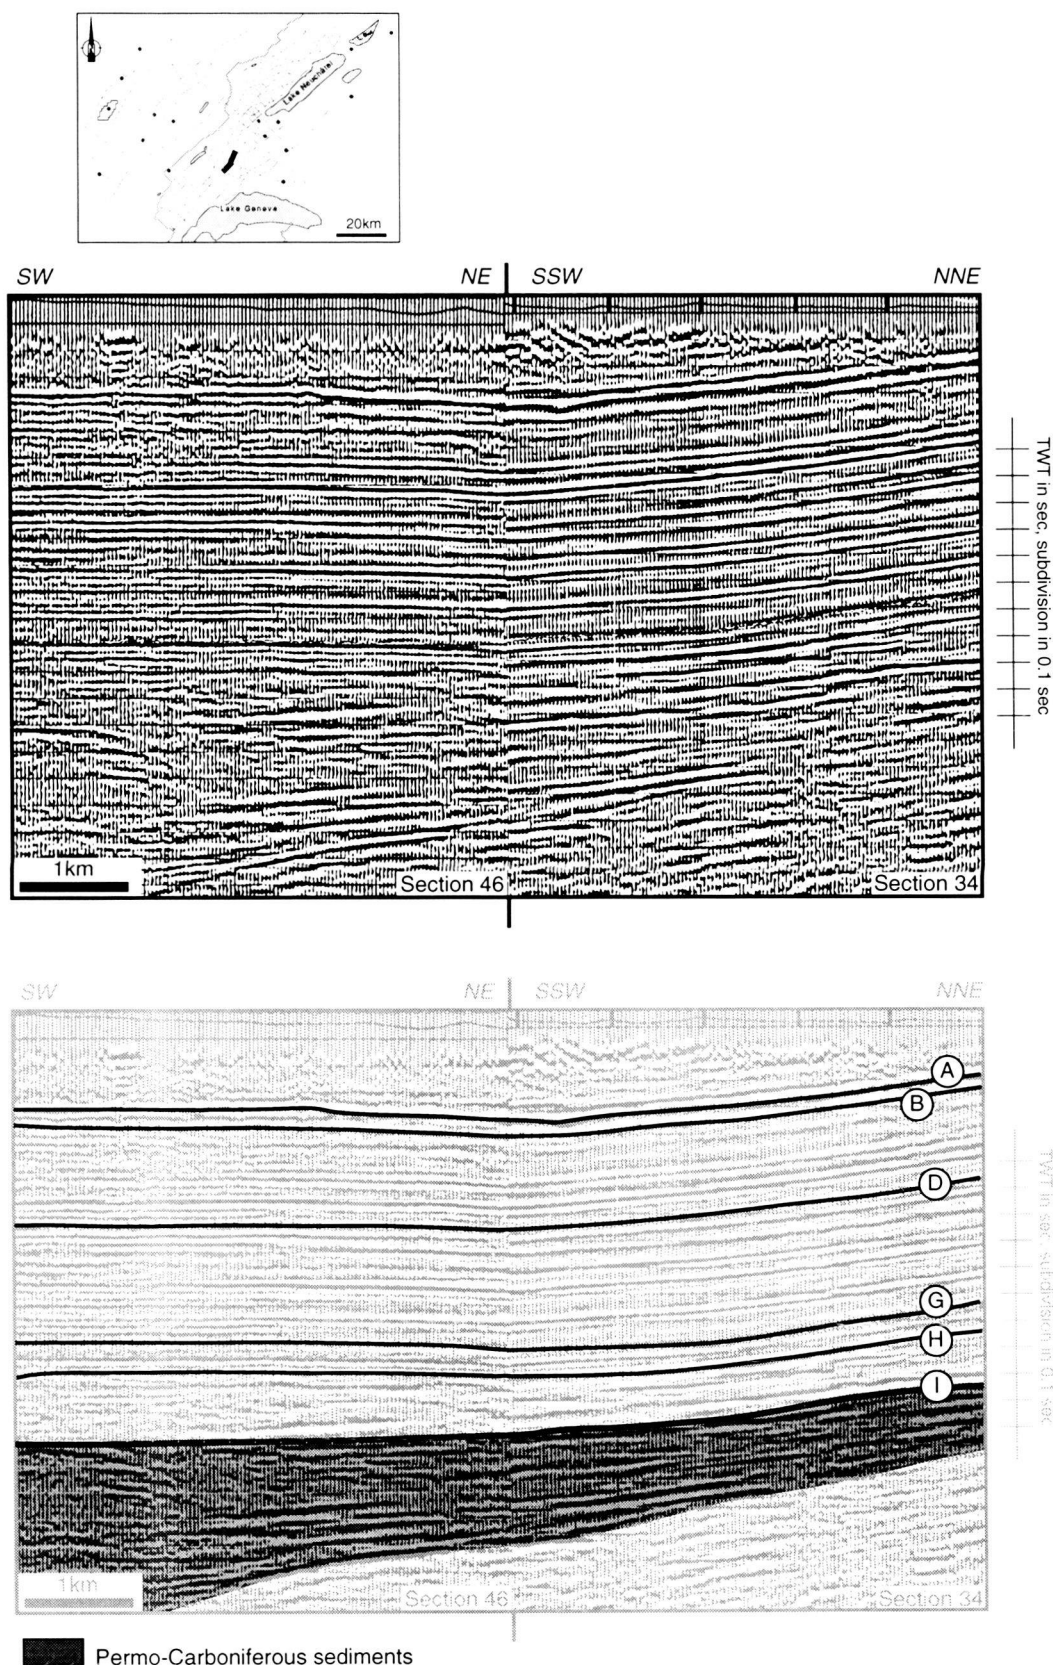 Lake Neuchâtel
Lake Geneva
20km
SW
NE
SSW
NNE
TWT in sec, subdivision in 0.1 sec
1km
Section 46
Section 34
SW
NE
SSW
NNE
A
B
D
G
H
I
TWT in sec, subdivision in 0.1 sec
1km
Section 46
Section 34
Permo-Carboniferous sediments